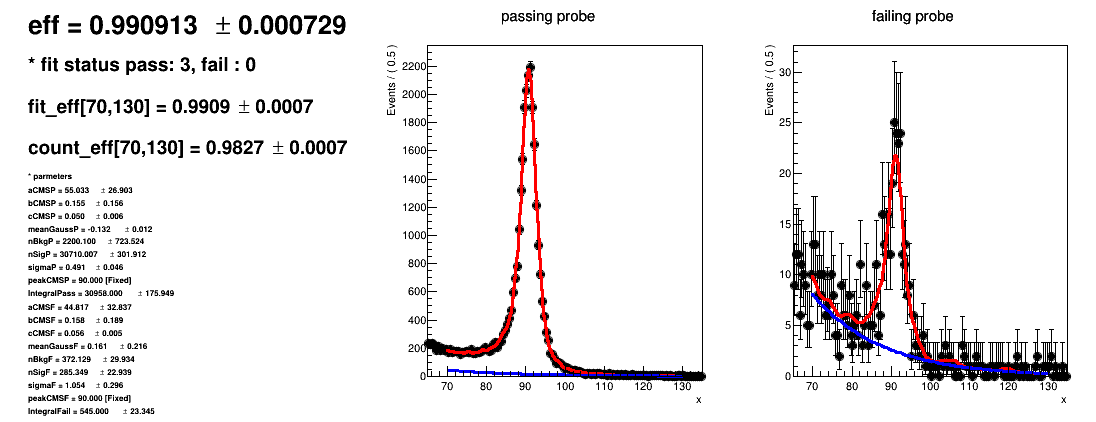 eff = 0.990913 ± 0.000729
* fit status pass: 3, fail : 0
fit_eff[70,130] = 0.9909 ± 0.0007
count_eff[70,130] = 0.9827 ± 0.0007
* parmeters
aCMSP = 55.033 ± 26.903
bCMSP = 0.155 ± 0.156
cCMSP = 0.050 ± 0.006
meanGaussP = -0.132 ± 0.012
nBkgP = 2200.100 ± 723.524
nSigP = 30710.007 ± 301.912
sigmaP = 0.491 ± 0.046
peakCMSP = 90.000 [Fixed]
IntegralPass = 30958.000 ± 175.949
aCMSF = 44.817 ± 32.837
bCMSF = 0.158 ± 0.189
cCMSF = 0.056 ± 0.005
meanGaussF = 0.161 ± 0.216
nBkgF = 372.129 ± 29.934
nSigF = 285.349 ± 22.939
sigmaF = 1.054 ± 0.296
peakCMSF = 90.000 [Fixed]
IntegralFail = 545.000 ± 23.345
passing probe
Events / ( 0.5 )
2200
2000
1800
1600
1400
1200
1000
800
600
400
200
0
70 80 90 100 110 120 130
x
failing probe
Events / ( 0.5 )
30
25
20
15
10
5
0
70 80 90 100 110 120 130
x